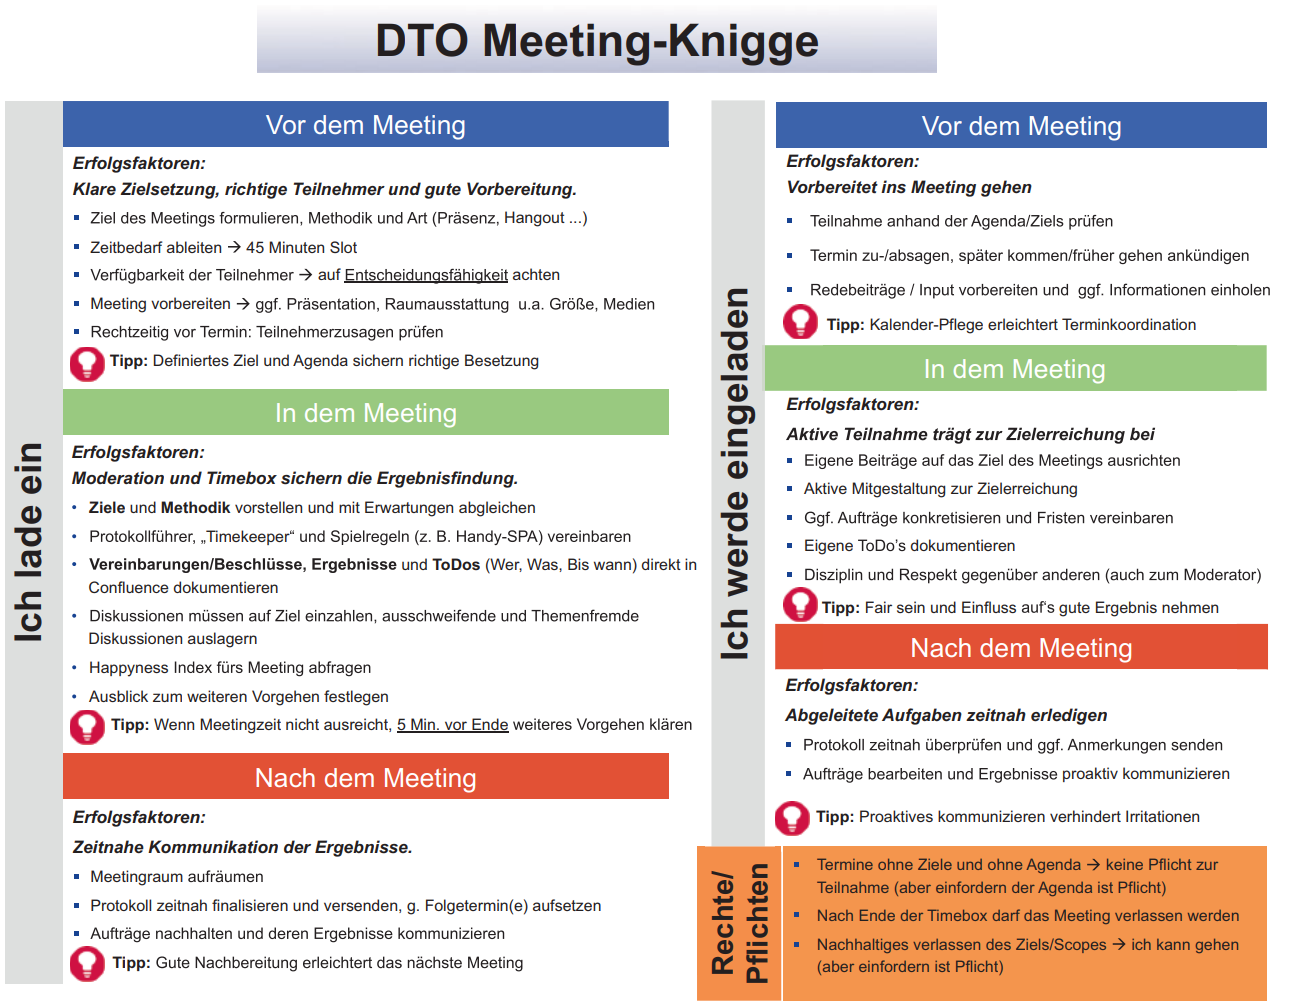 DTO Meeting-Knigge
Ich lade ein
Vor dem Meeting
Erfolgsfaktoren:
Klare Zielsetzung, richtige Teilnehmer und gute Vorbereitung.
▪ Ziel des Meetings formulieren, Methodik und Art (Präsenz, Hangout ...)
▪ Zeitbedarf ableiten → 45 Minuten Slot
▪ Verfügbarkeit der Teilnehmer → auf Entscheidungsfähigkeit achten
▪ Meeting vorbereiten → ggf. Präsentation, Raumausstattung u.a. Größe, Medien
▪ Rechtzeitig vor Termin: Teilnehmerzusagen prüfen
Tipp: Definiertes Ziel und Agenda sichern richtige Besetzung
In dem Meeting
Erfolgsfaktoren:
Moderation und Timebox sichern die Ergebnisfindung.
• Ziele und Methodik vorstellen und mit Erwartungen abgleichen
• Protokollführer, „Timekeeper“ und Spielregeln (z. B. Handy-SPA) vereinbaren
• Vereinbarungen/Beschlüsse, Ergebnisse und ToDos (Wer, Was, Bis wann) direkt in
Confluence dokumentieren
• Diskussionen müssen auf Ziel einzahlen, ausschweifende und Themenfremde
Diskussionen auslagern
• Happyness Index fürs Meeting abfragen
• Ausblick zum weiteren Vorgehen festlegen
Tipp: Wenn Meetingzeit nicht ausreicht, 5 Min. vor Ende weiteres Vorgehen klären
Nach dem Meeting
Erfolgsfaktoren:
Zeitnahe Kommunikation der Ergebnisse.
▪ Meetingraum aufräumen
▪ Protokoll zeitnah finalisieren und versenden, g. Folgetermin(e) aufsetzen
▪ Aufträge nachhalten und deren Ergebnisse kommunizieren
Tipp: Gute Nachbereitung erleichtert das nächste Meeting
Ich werde eingeladen
Vor dem Meeting
Erfolgsfaktoren:
Vorbereitet ins Meeting gehen
▪ Teilnahme anhand der Agenda/Ziels prüfen
▪ Termin zu-/absagen, später kommen/früher gehen ankündigen
▪ Redebeiträge / Input vorbereiten und ggf. Informationen einholen
Tipp: Kalender-Pflege erleichtert Terminkoordination
In dem Meeting
Erfolgsfaktoren:
Aktive Teilnahme trägt zur Zielerreichung bei
▪ Eigene Beiträge auf das Ziel des Meetings ausrichten
▪ Aktive Mitgestaltung zur Zielerreichung
▪ Ggf. Aufträge konkretisieren und Fristen vereinbaren
▪ Eigene ToDo’s dokumentieren
▪ Disziplin und Respekt gegenüber anderen (auch zum Moderator)
Tipp: Fair sein und Einfluss auf‘s gute Ergebnis nehmen
Nach dem Meeting
Erfolgsfaktoren:
Abgeleitete Aufgaben zeitnah erledigen
▪ Protokoll zeitnah überprüfen und ggf. Anmerkungen senden
▪ Aufträge bearbeiten und Ergebnisse proaktiv kommunizieren
Tipp: Proaktives kommunizieren verhindert Irritationen
Rechte/
Pflichten
▪ Termine ohne Ziele und ohne Agenda → keine Pflicht zur
Teilnahme (aber einfordern der Agenda ist Pflicht)
▪ Nach Ende der Timebox darf das Meeting verlassen werden
▪ Nachhaltiges verlassen des Ziels/Scopes → ich kann gehen
(aber einfordern ist Pflicht)